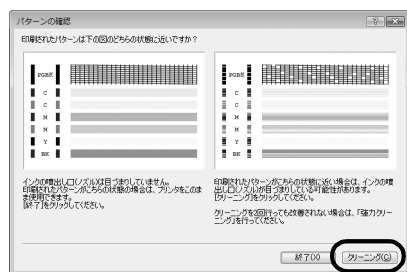 パターンの確認
印刷されたパターンは下の図のどちらの状態に近いですか？
PGBK
C
C
M
M
Y
BK
インクの噴出し口(ノズル)は目づまりしていません。
印刷されたパターンがこちらの状態の場合は、プリンタをこのま
ま使用できます。
[終了]をクリックしてください。
PGBK
C
C
M
M
Y
BK
印刷されたパターンがこちらの状態に近い場合は、インクの噴
出し口(ノズル)が目づまりしている可能性があります。
[クリーニング]をクリックしてください。
クリーニングを2回行っても改善されない場合は、「強力クリー
ニング」を行ってください。
終了(X)
クリーニング(C)